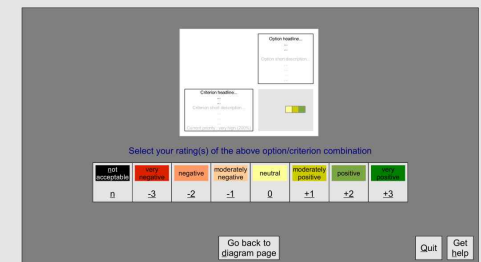 Option headline...
Criterion headline...
Select your rating(s) of the above option/criterion combination
not acceptable
very negative
negative
moderately negative
neutral
moderately positive
positive
very positive
n
-3
-2
-1
0
+1
+2
+3
Go back to
diagram page
Quit
Get
help